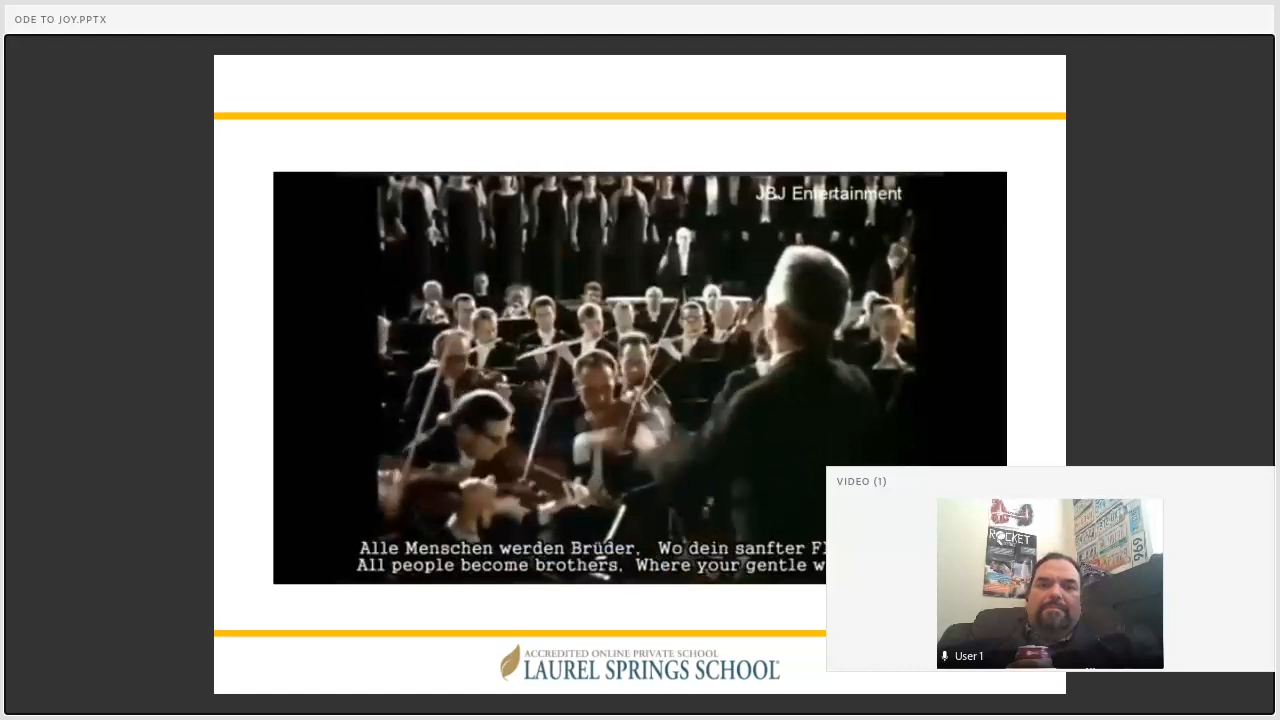 ODE TO JOY.PPTX
JBJ Entertainment
VIDEO (1)
ROCKET
969
Alle Menschen werden Brüder, Wo dein sanfter
All people become brothers, Where your gentle
User 1
ACCREDITED ONLINE PRIVATE SCHOOL
LAUREL SPRINGS SCHOOL